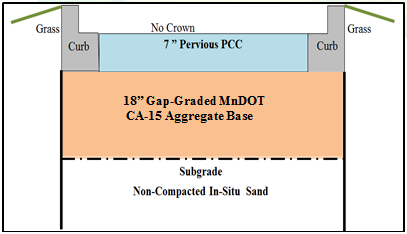 Grass
No Crown
Grass
Curb
7 ” Pervious PCC
Curb
18” Gap-Graded MnDOT
CA-15 Aggregate Base
Subgrade
Non-Compacted In-Situ Sand